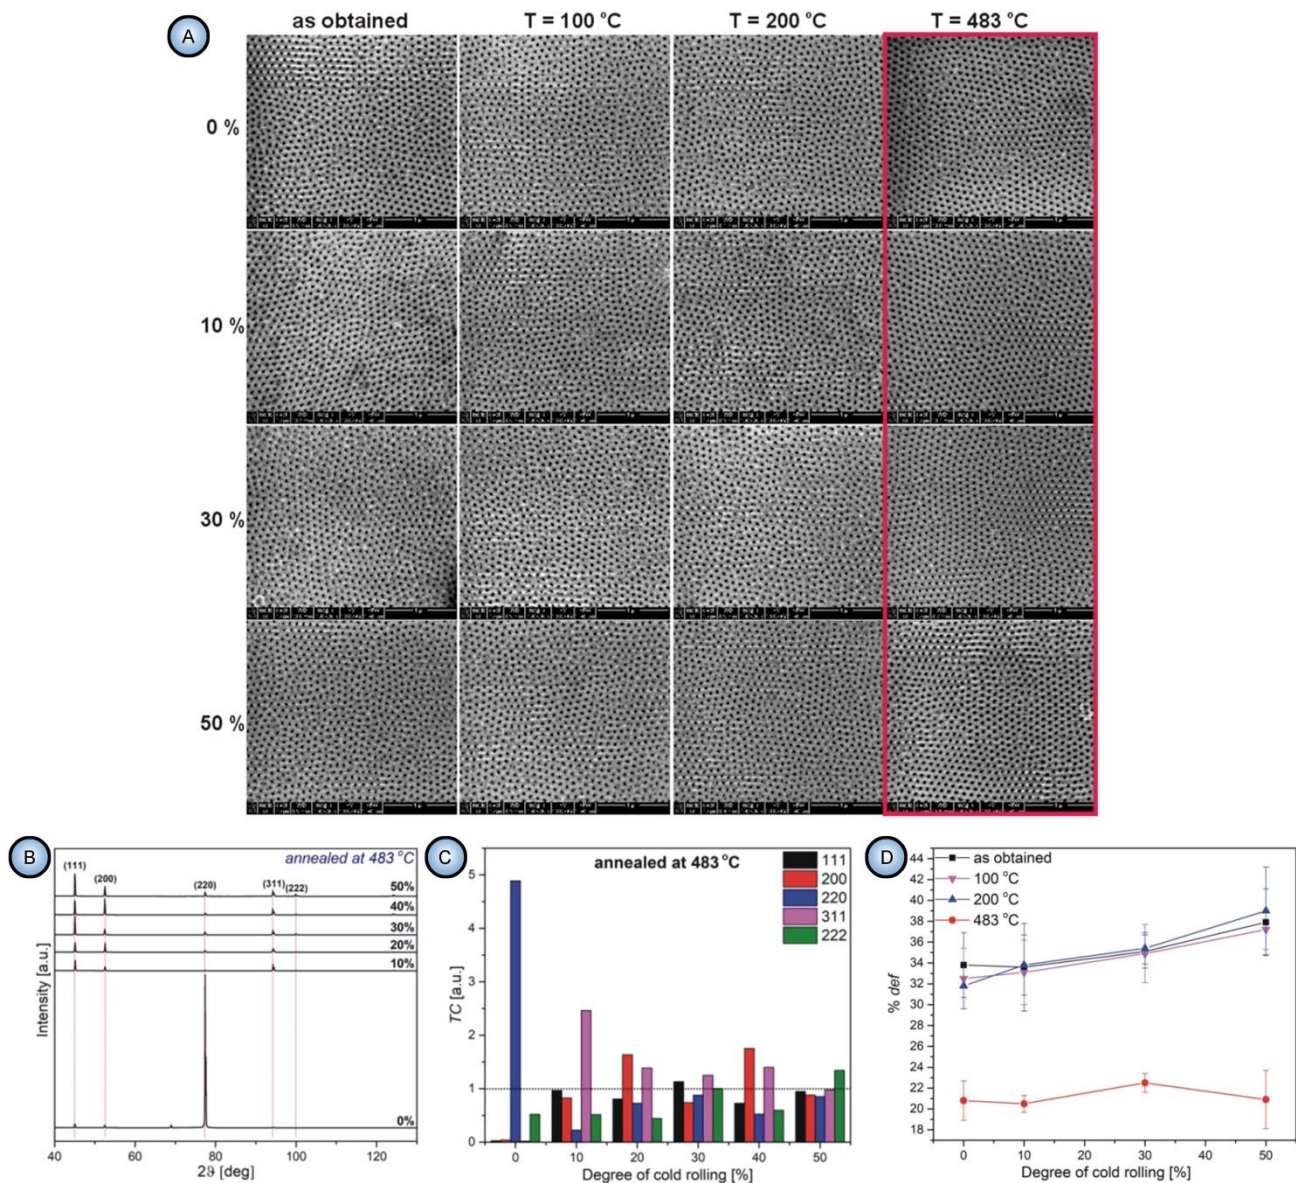 as obtained T = 100 °C T = 200 °C T = 483 °C
A
0 %
10 %
30 %
50 %
B
annealed at 483 °C
(111) (200) (220) (311) (222)
50%
40%
30%
20%
10%
0%
Intensity [a.u.]
40 60 80 100 120
2ϑ [deg]
C
annealed at 483 °C
111
200
220
311
222
5
4
3
2
1
0
TC [a.u.]
0 10 20 30 40 50
Degree of cold rolling [%]
D
as obtained
100 °C
200 °C
483 °C
44
42
40
38
36
34
32
30
28
26
24
22
20
18
% def
0 10 20 30 40 50
Degree of cold rolling [%]